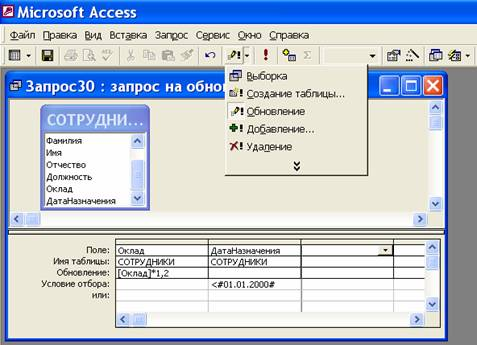 Microsoft Access
Файл Правка Вид Вставка Запрос Сервис Окно Справка
Запрос30 : запрос на обнов
Выборка
Создание таблицы...
Обновление
Добавление...
Удаление
СОТРУДНИ...
Фамилия
Имя
Отчество
Должность
Оклад
ДатаНазначения
Поле: Оклад ДатаНазначения
Имя таблицы: СОТРУДНИКИ СОТРУДНИКИ
Обновление: [Оклад]*1,2
Условие отбора: <#01.01.2000#
или: